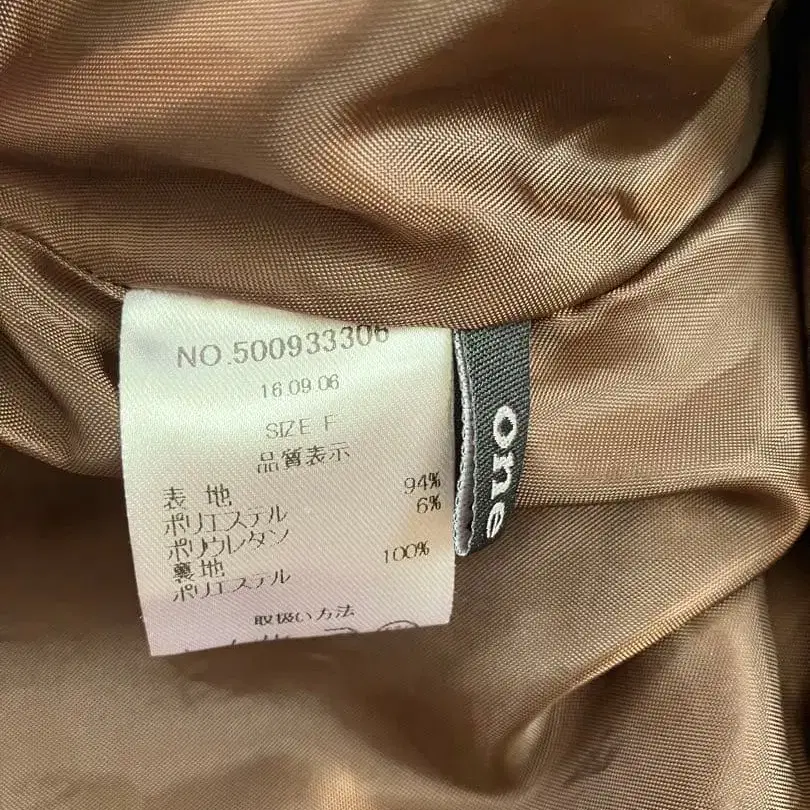 NO.500933306
16.09.06
SIZE F
品質表示
表 地
ポリエステル 94%
ポリウレタン 6%
裏地
ポリエステル 100%
取扱い方法
one